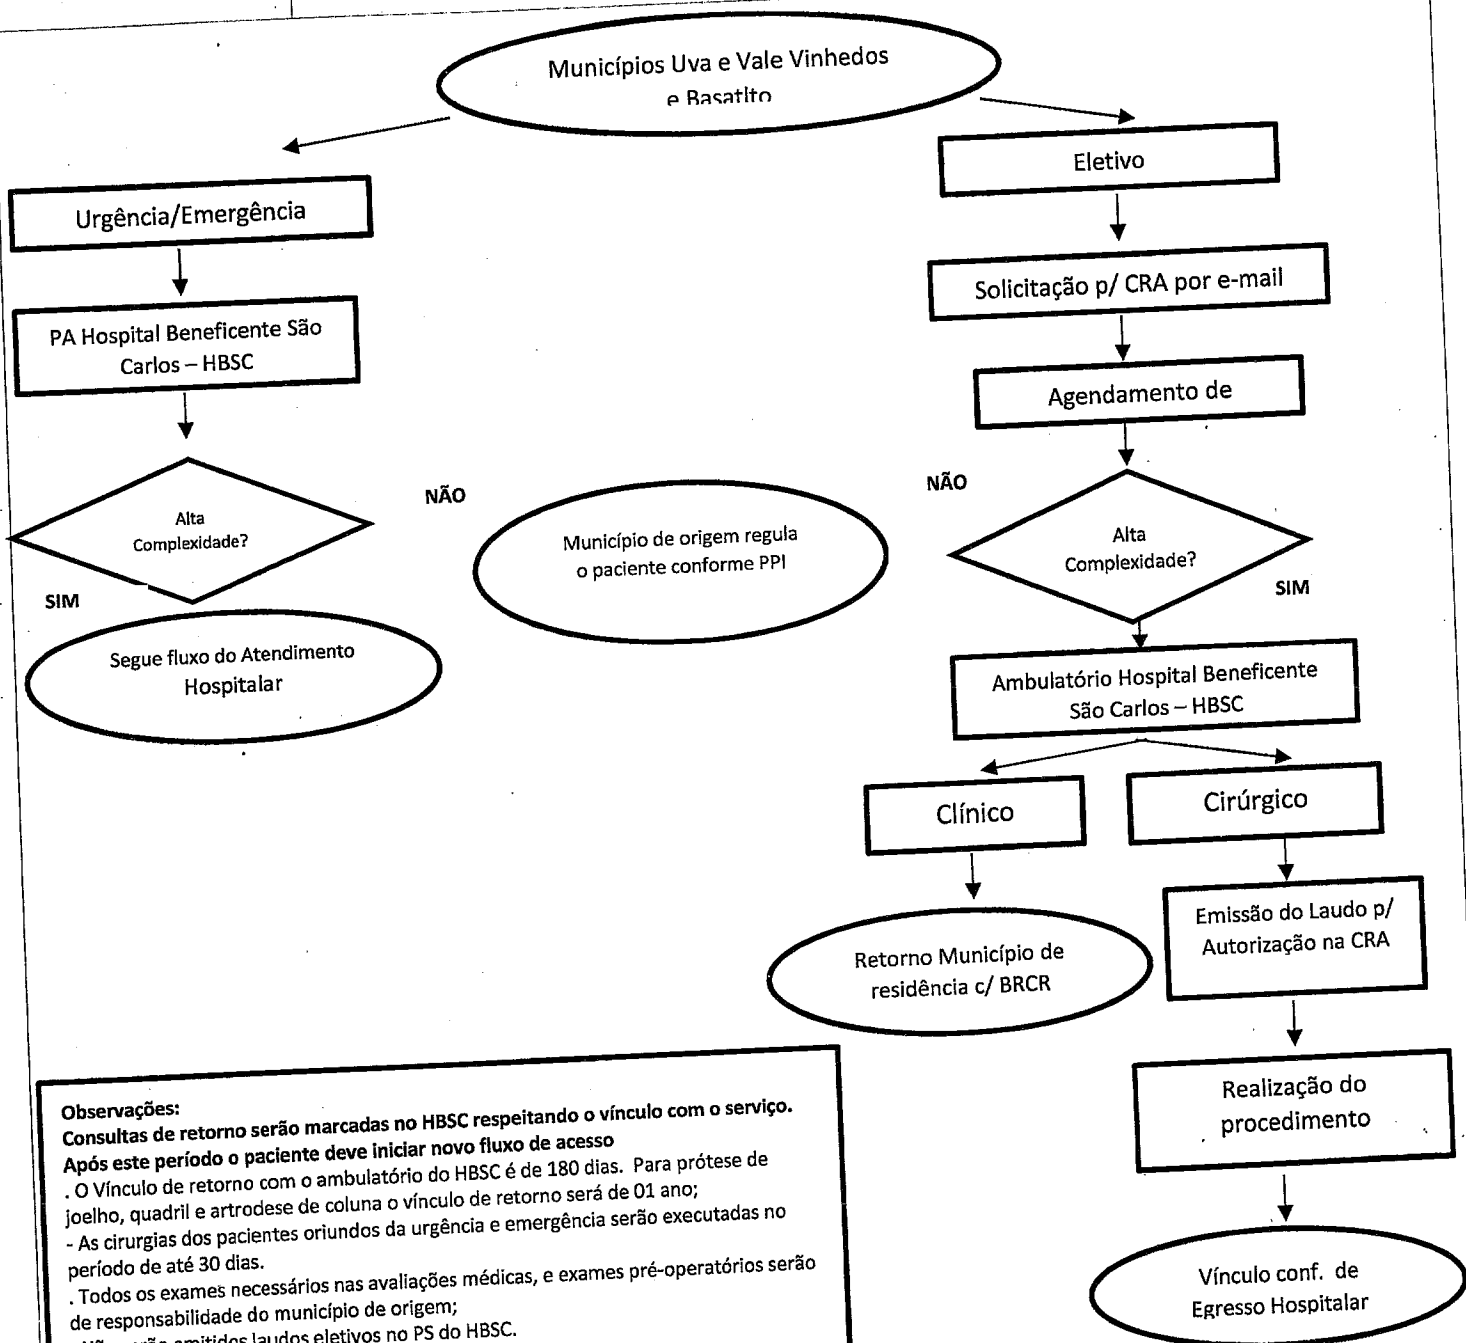 Municípios Uva e Vale Vinhedos
e Basatlto
Urgência/Emergência
PA Hospital Beneficente São
Carlos – HBSC
Alta
Complexidade?
NÃO
SIM
Segue fluxo do Atendimento
Hospitalar
Município de origem regula
o paciente conforme PPI
Eletivo
Solicitação p/ CRA por e-mail
Agendamento de
NÃO
Alta
Complexidade?
SIM
Ambulatório Hospital Beneficente
São Carlos – HBSC
Clínico
Cirúrgico
Retorno Município de
residência c/ BRCR
Emissão do Laudo p/
Autorização na CRA
Realização do
procedimento
Vínculo conf. de
Egresso Hospitalar
Observações:
Consultas de retorno serão marcadas no HBSC respeitando o vínculo com o serviço.
Após este período o paciente deve iniciar novo fluxo de acesso
. O Vínculo de retorno com o ambulatório do HBSC é de 180 dias. Para prótese de
joelho, quadril e artrodese de coluna o vínculo de retorno será de 01 ano;
- As cirurgias dos pacientes oriundos da urgência e emergência serão executadas no
período de até 30 dias.
. Todos os exames necessários nas avaliações médicas, e exames pré-operatórios serão
de responsabilidade do município de origem;
emitidos laudos eletivos no PS do HBSC.